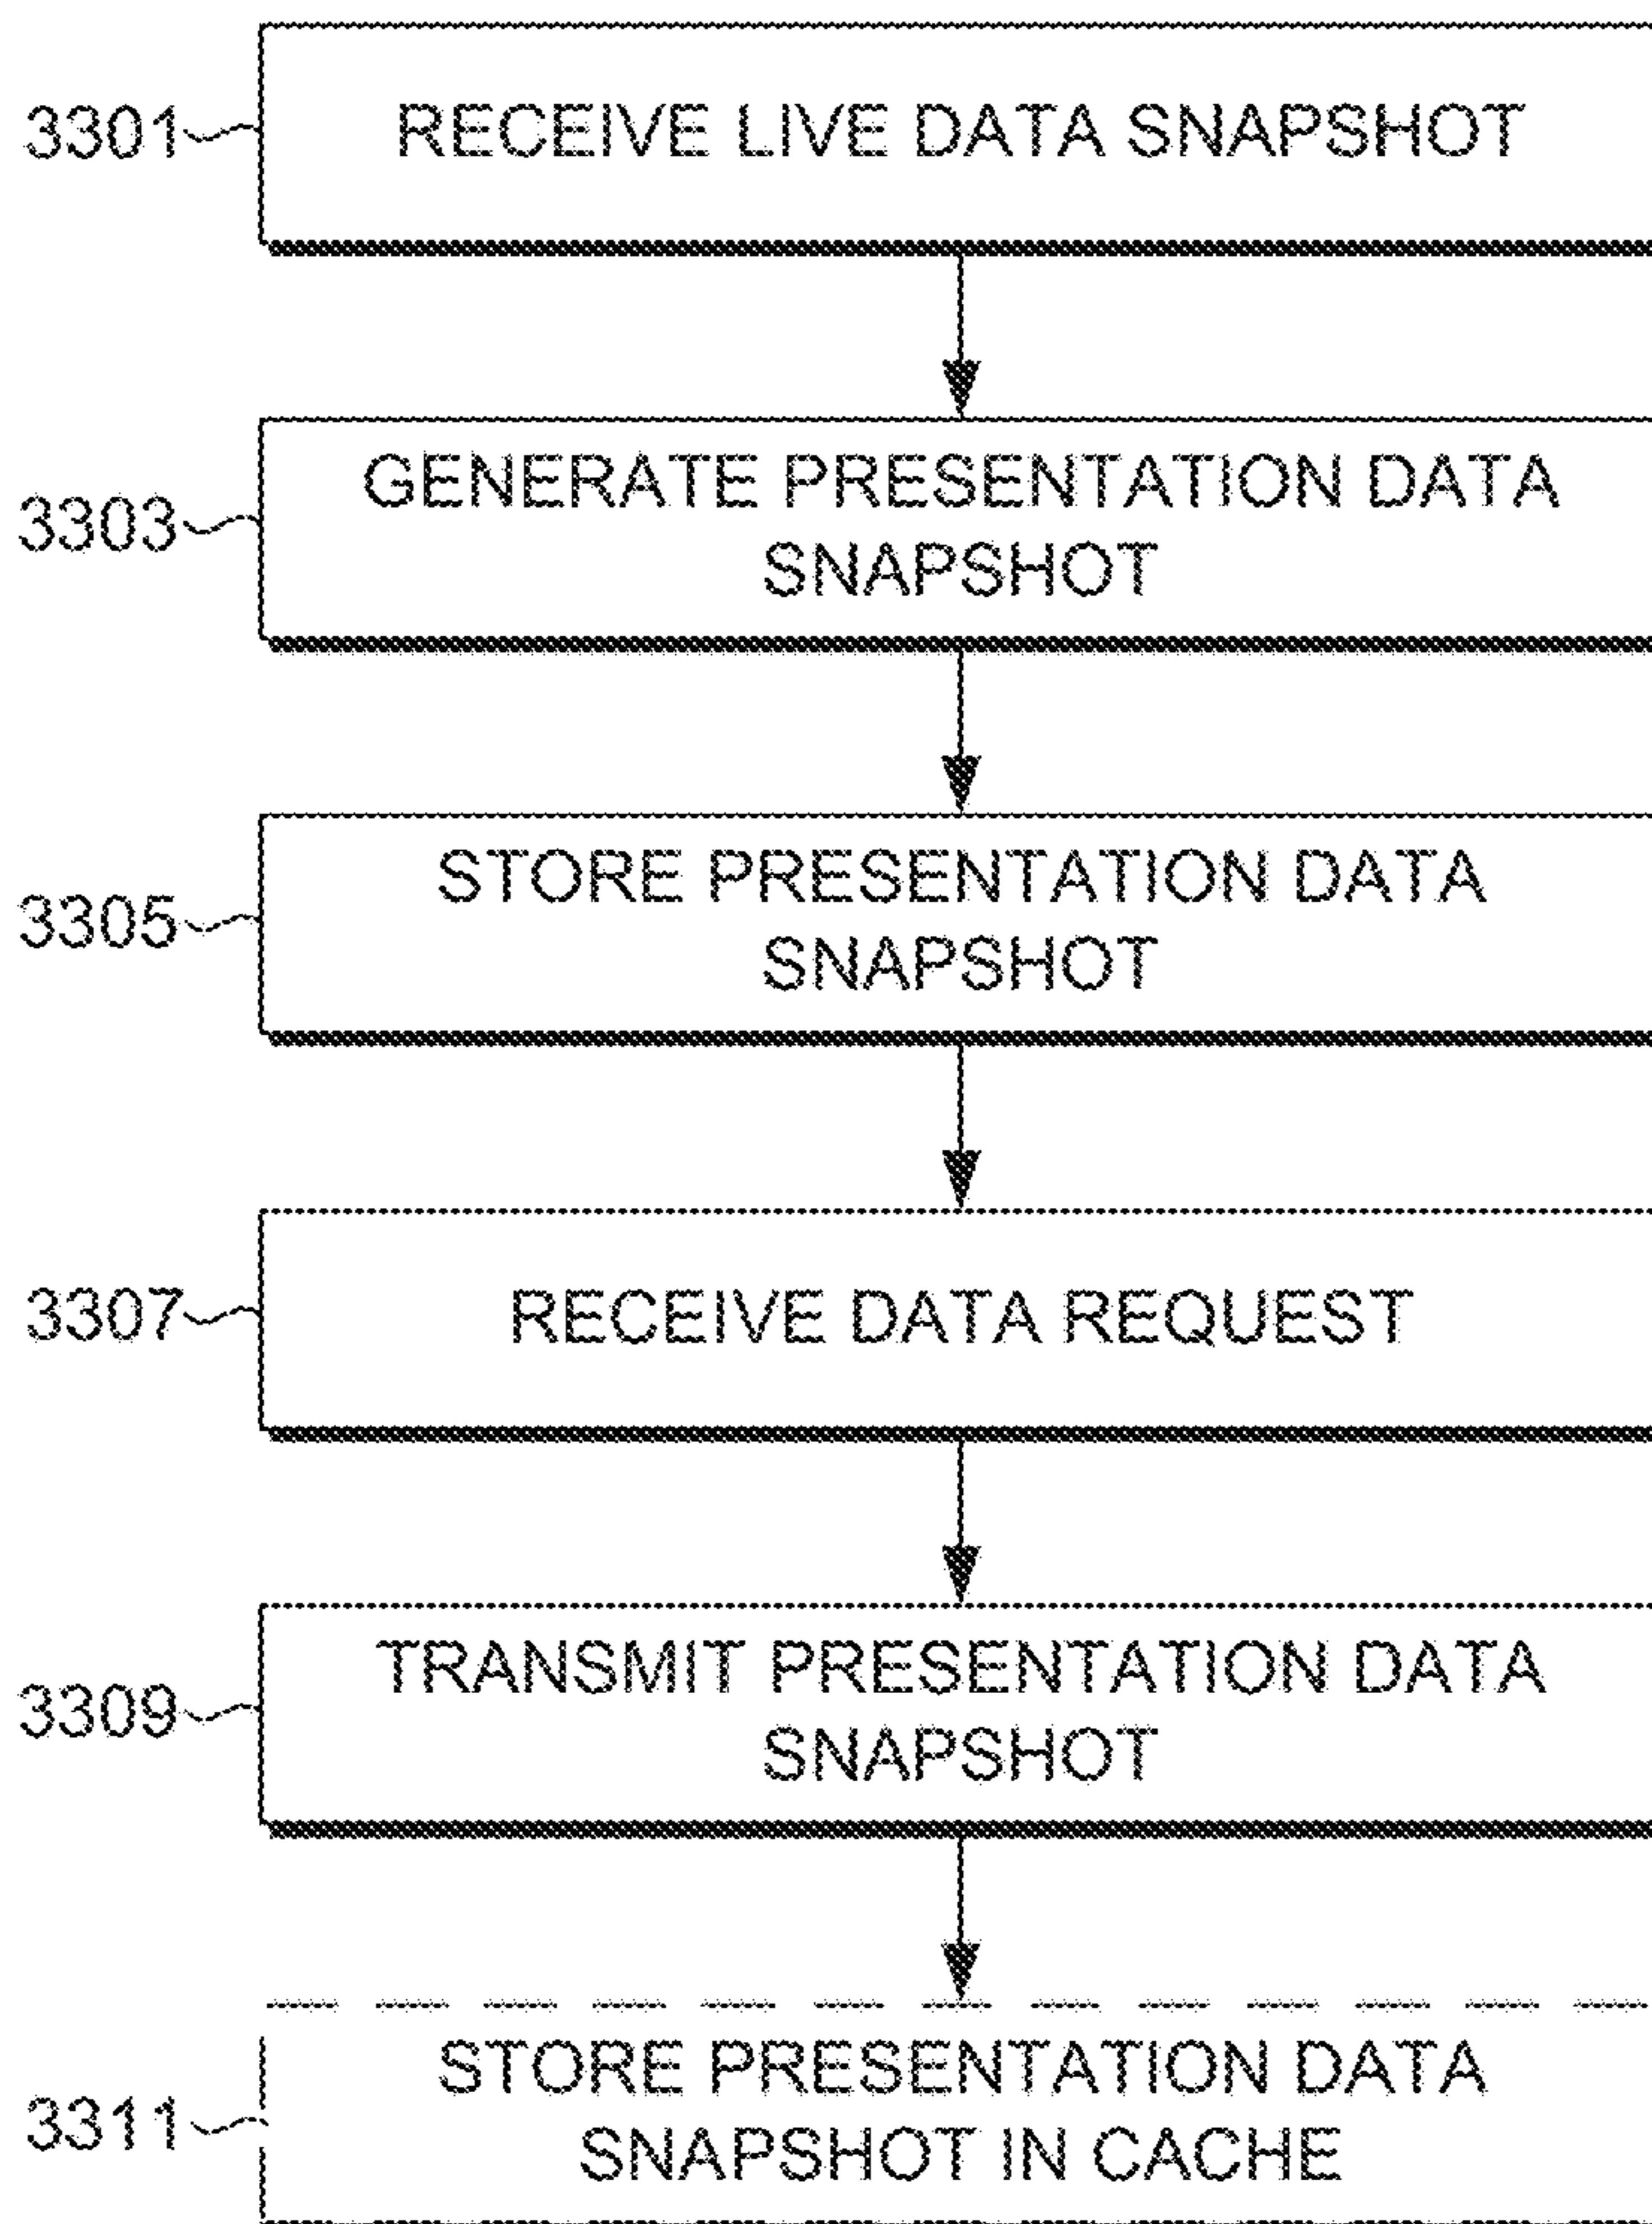 3301
RECEIVE LIVE DATA SNAPSHOT
3303
GENERATE PRESENTATION DATA
SNAPSHOT
3305
STORE PRESENTATION DATA
SNAPSHOT
3307
RECEIVE DATA REQUEST
3309
TRANSMIT PRESENTATION DATA
SNAPSHOT
3311
STORE PRESENTATION DATA
SNAPSHOT IN CACHE